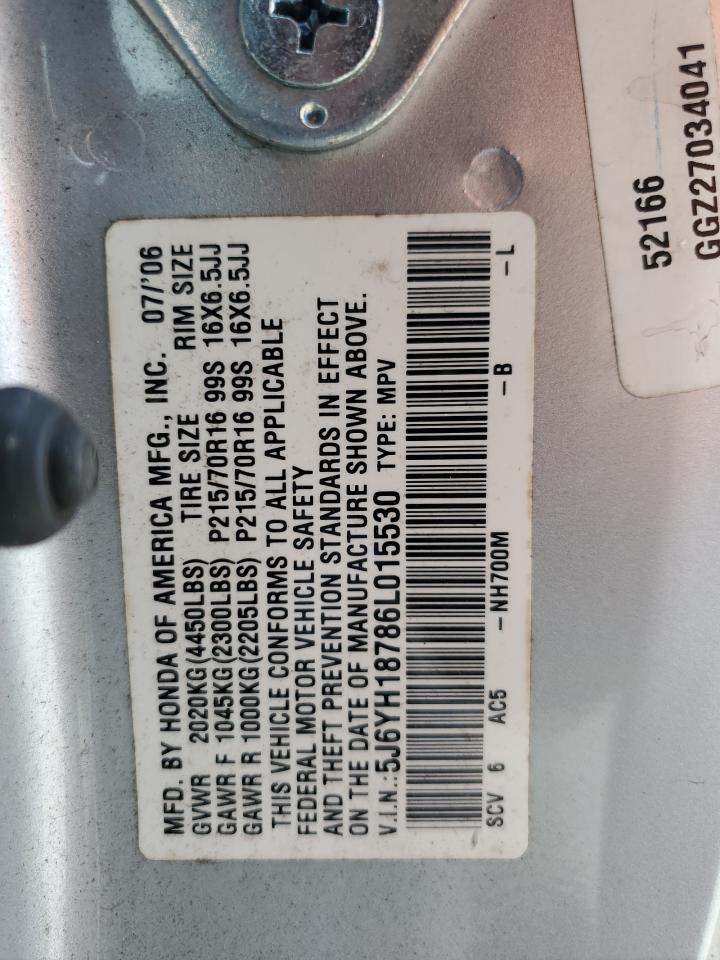 MFD. BY HONDA OF AMERICA MFG., INC. 07/'06
GVWR 2020KG(4450LBS) TIRE SIZE RIM SIZE
GAWR F 1045KG(2300LBS) P215/70R16 99S 16X6.5JJ
GAWR R 1000KG(2205LBS) P215/70R16 99S 16X6.5JJ
THIS VEHICLE CONFORMS TO ALL APPLICABLE
FEDERAL MOTOR VEHICLE SAFETY
AND THEFT PREVENTION STANDARDS IN EFFECT
ON THE DATE OF MANUFACTURE SHOWN ABOVE.
V.I.N.:5J6YH18786L015530 TYPE: MPV
SCV 6 AC5 -NH700M -B -L
52166
GGZ27034041